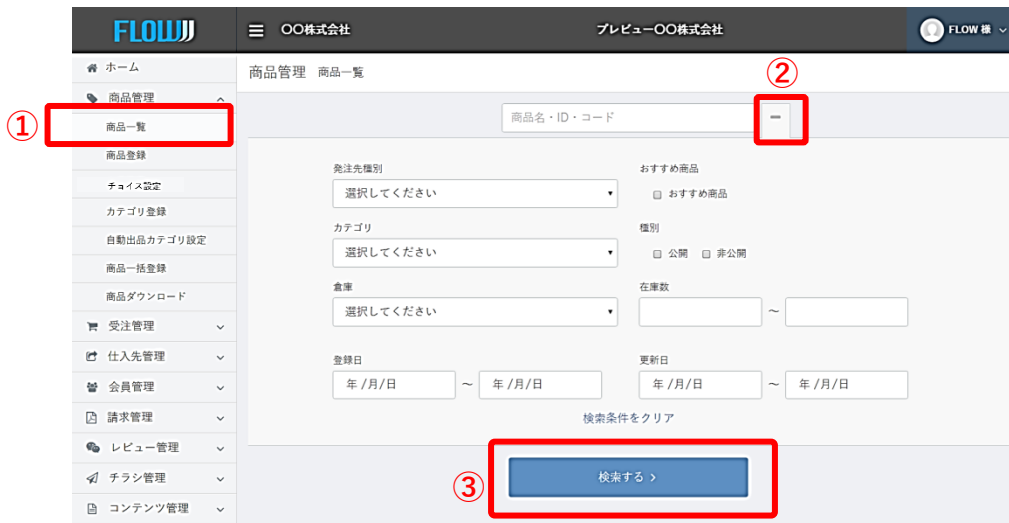 FLOW
〇〇株式会社
プレビュー〇〇株式会社
FLOW 様
ホーム
商品管理
①
商品一覧
商品登録
チョイス設定
カテゴリ登録
自動出品カテゴリ設定
商品一括登録
商品ダウンロード
受注管理
仕入先管理
会員管理
請求管理
レビュー管理
チラシ管理
コンテンツ管理
商品管理 商品一覧
②
商品名・ID・コード
発注先種別
選択してください
おすすめ商品
おすすめ商品
カテゴリ
選択してください
種別
公開 非公開
倉庫
選択してください
在庫数
～
登録日
年 /月/日 ～ 年 /月/日
更新日
年 /月/日 ～ 年 /月/日
検索条件をクリア
③
検索する ›